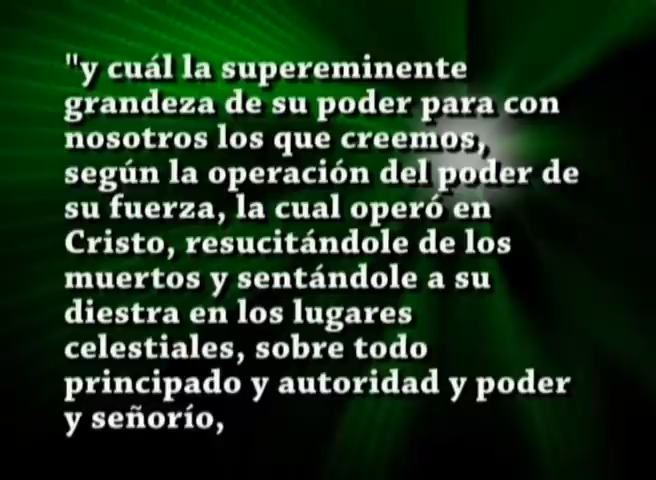 "y cuál la supereminente
grandeza de su poder para con
nosotros los que creemos,
según la operación del poder de
su fuerza, la cual operó en
Cristo, resucitándole de los
muertos y sentándole a su
diestra en los lugares
celestiales, sobre todo
principado y autoridad y poder
y señorío,